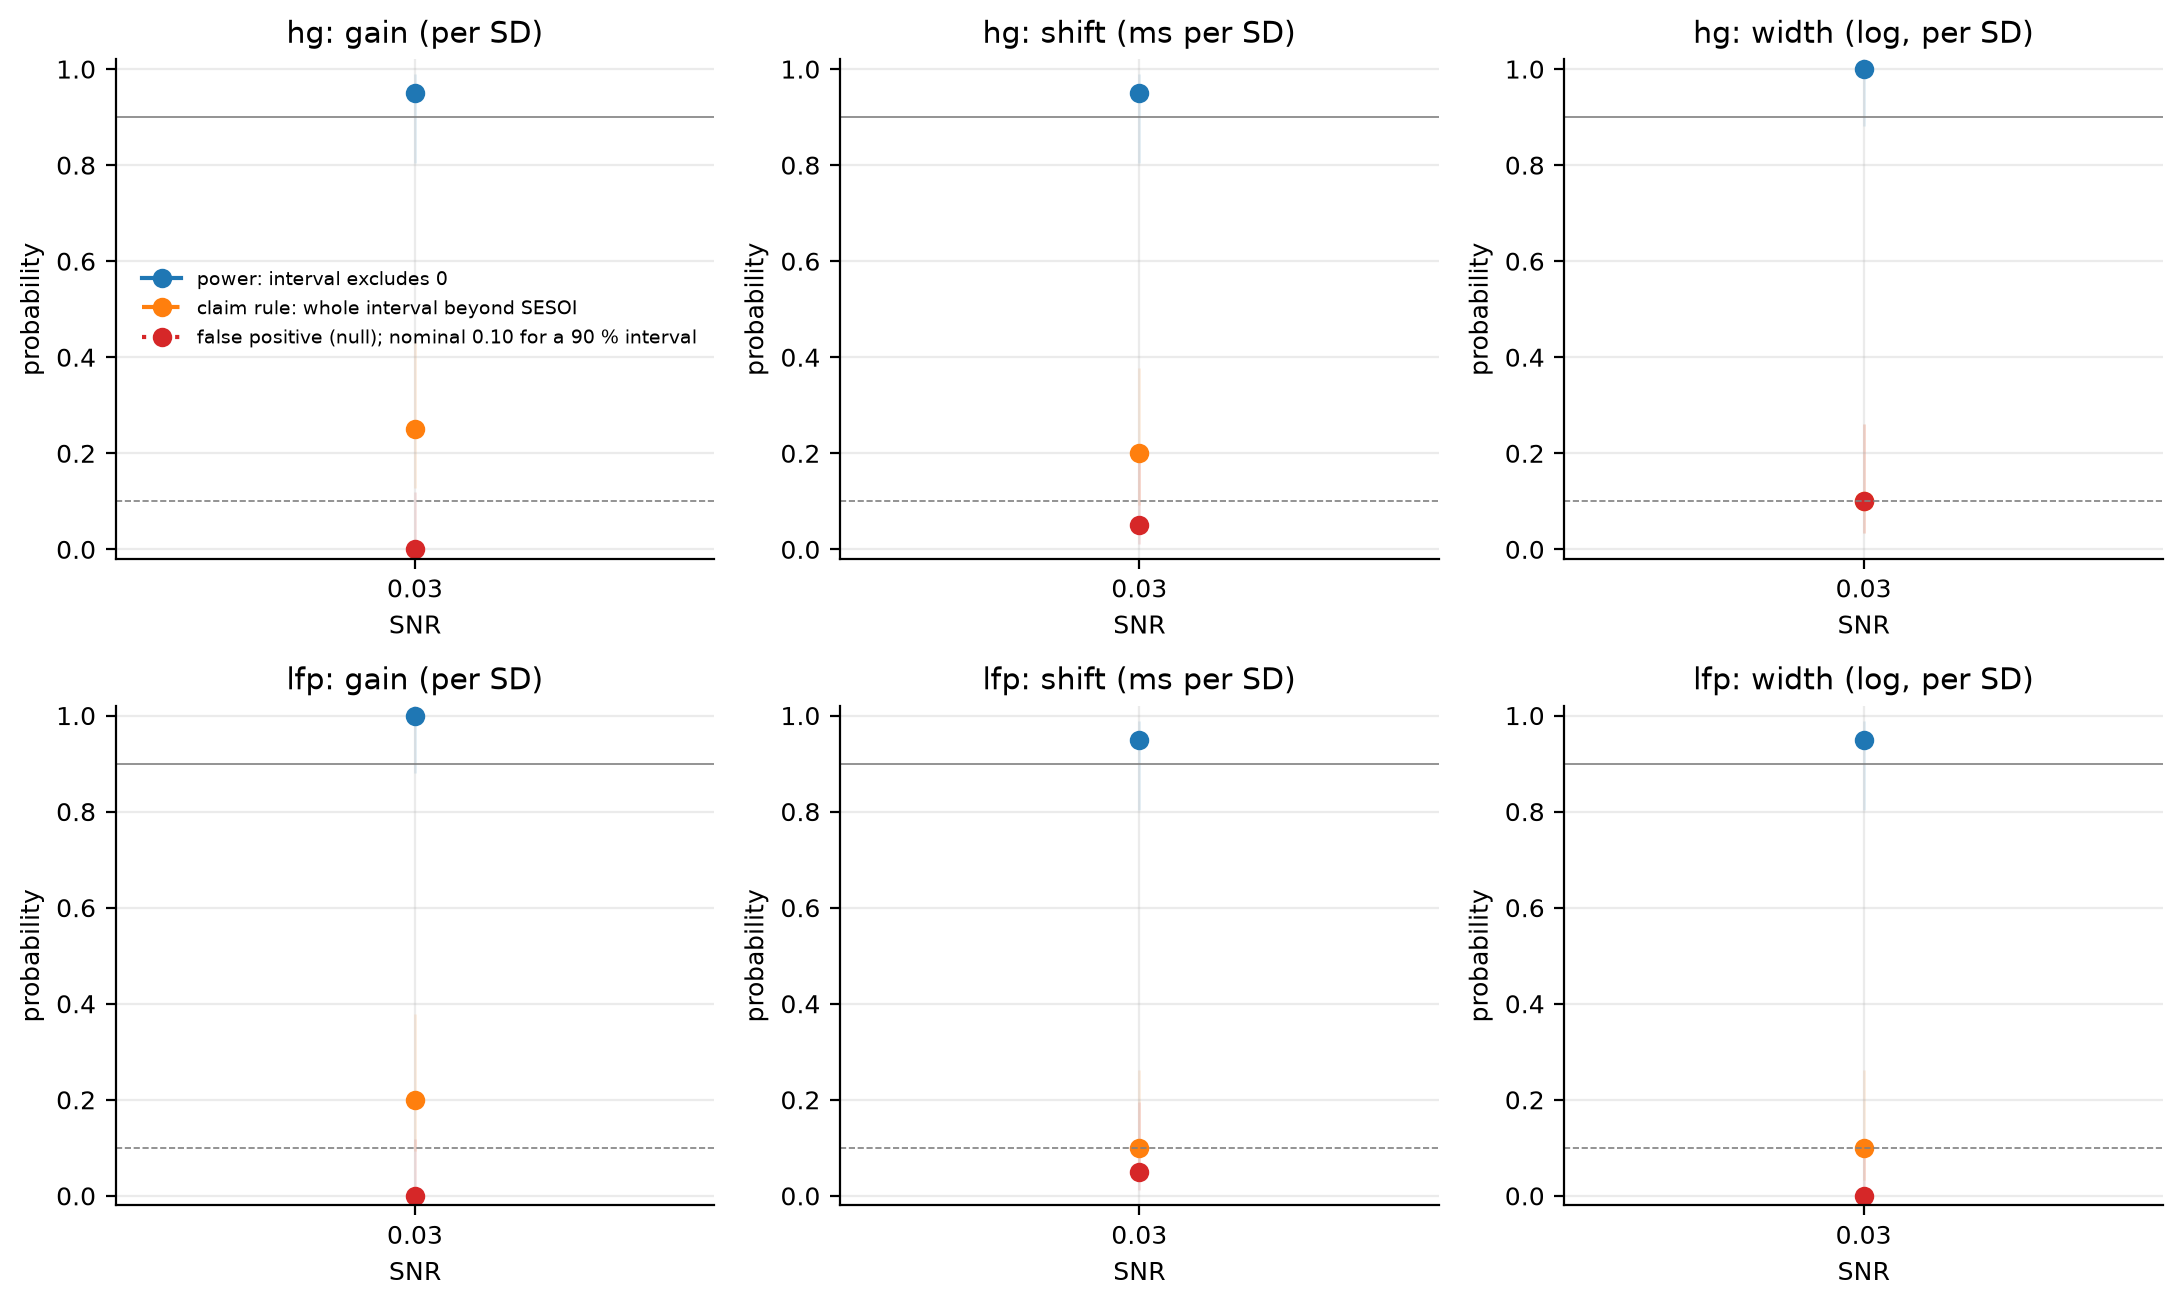 hg: gain (per SD)
hg: shift (ms per SD)
hg: width (log, per SD)
probability
1.0
0.8
0.6
0.4
0.2
0.0
power: interval excludes 0
claim rule: whole interval beyond SESOI
false positive (null); nominal 0.10 for a 90 % interval
0.03
SNR
probability
1.0
0.8
0.6
0.4
0.2
0.0
0.03
SNR
probability
1.0
0.8
0.6
0.4
0.2
0.0
0.03
SNR
lfp: gain (per SD)
lfp: shift (ms per SD)
lfp: width (log, per SD)
probability
1.0
0.8
0.6
0.4
0.2
0.0
0.03
SNR
probability
1.0
0.8
0.6
0.4
0.2
0.0
0.03
SNR
probability
1.0
0.8
0.6
0.4
0.2
0.0
0.03
SNR